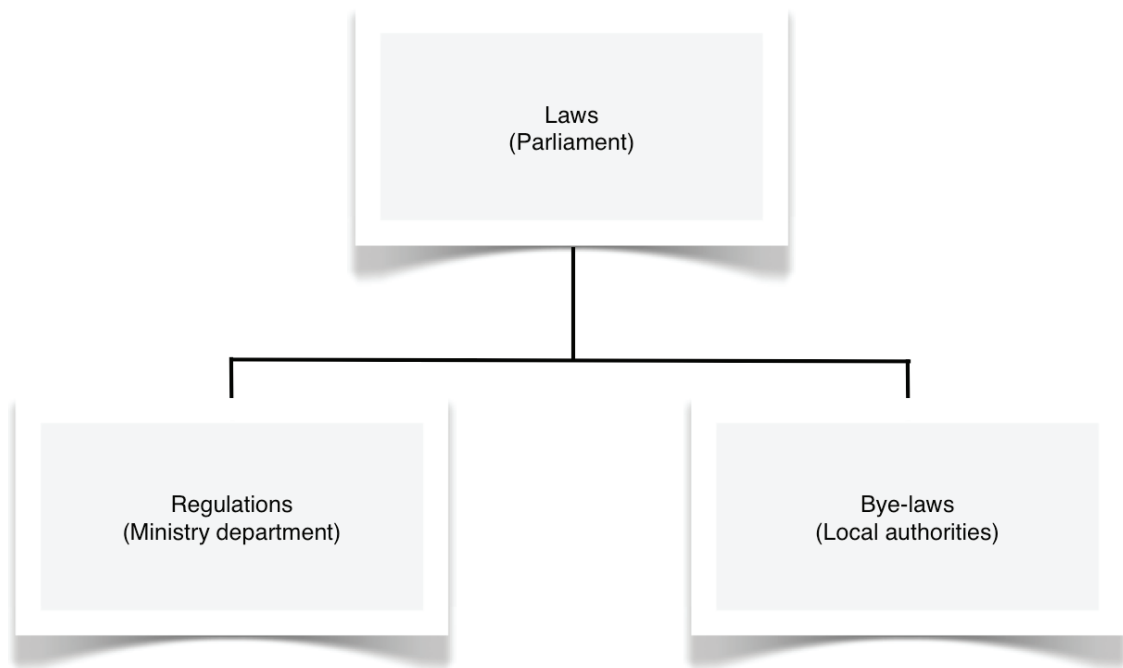 Laws
(Parliament)
Regulations
(Ministry department)
Bye-laws
(Local authorities)